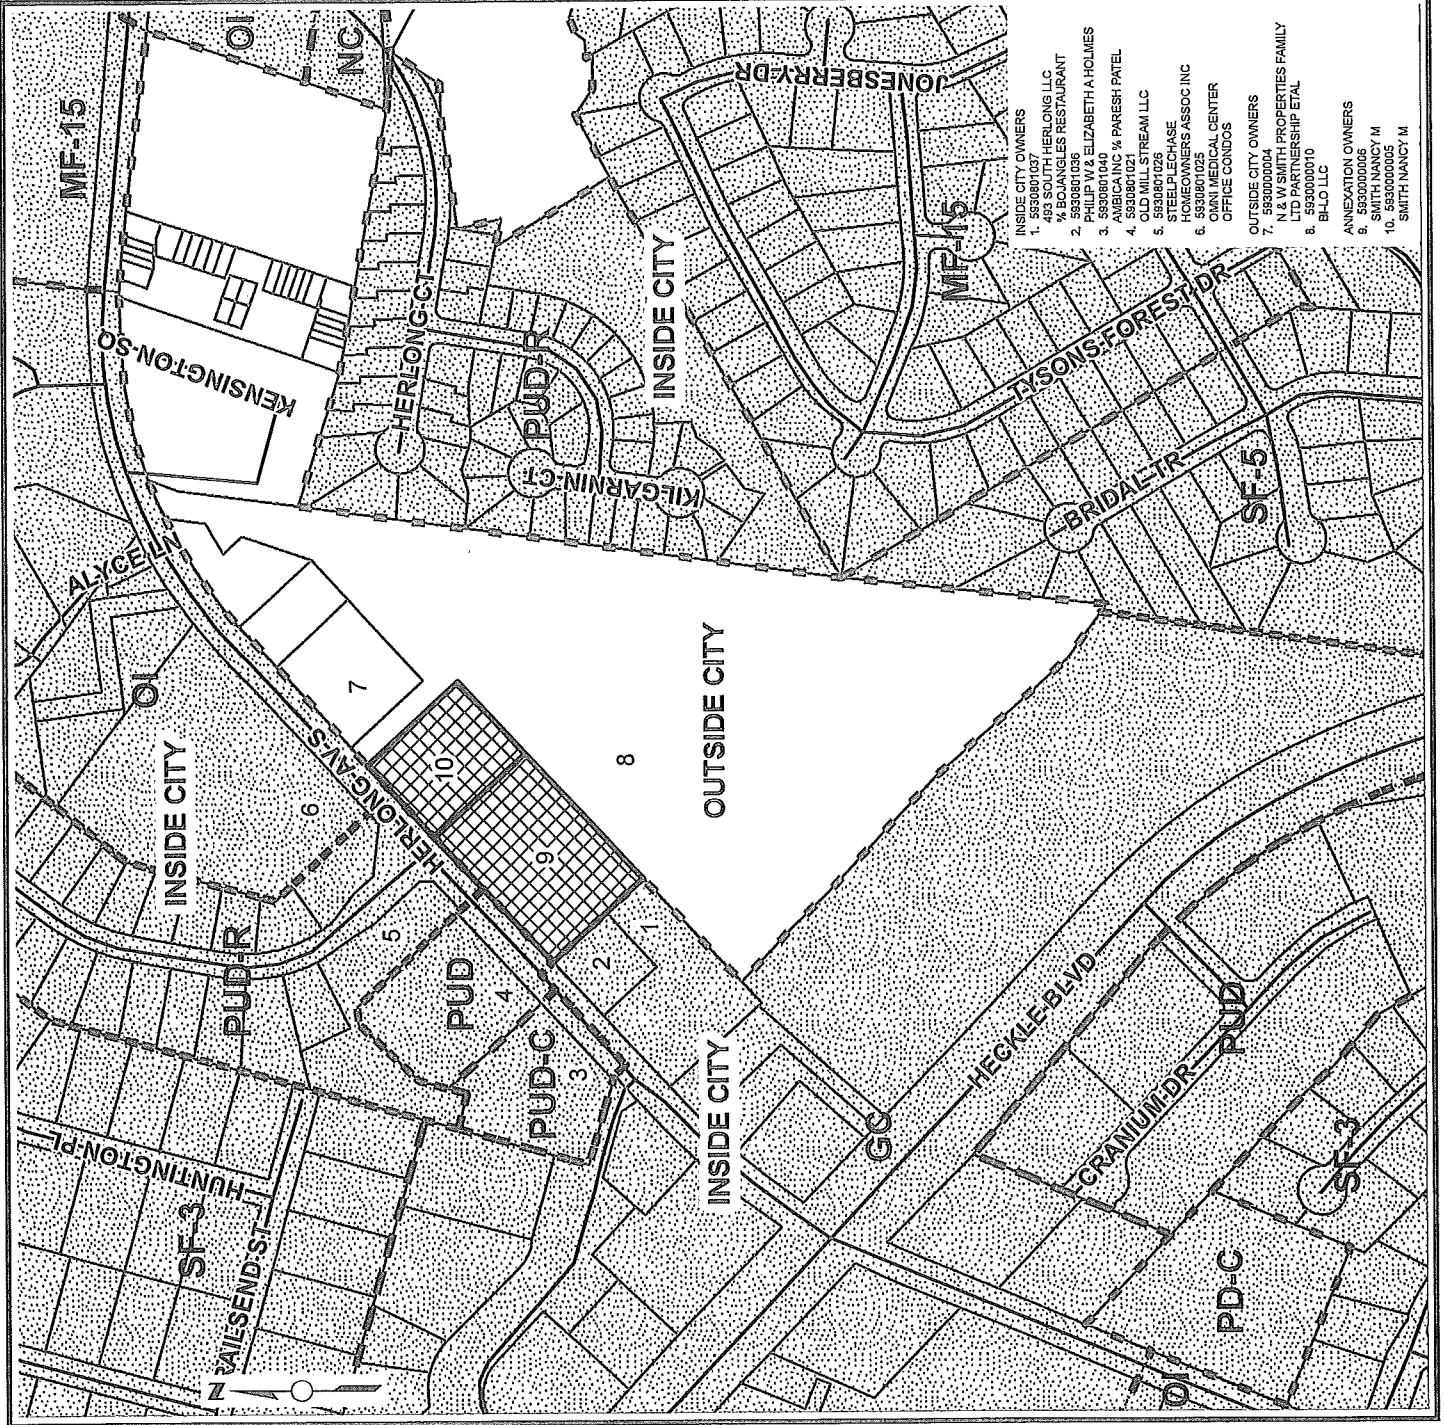 MF-15
OI
NC
KENSINGTON-SQ
HERLONG-CT
PUD-R
KILGARNIN-CT
INSIDE CITY
JONESBERRY-DR
MF-15
TYSONS-FOREST-DR
BRIDAL-TR
SF-5
ALYCE LN
OI
INSIDE CITY
HERLONG-AV-S
6
7
10
9
8
OUTSIDE CITY
PUD-R
5
PUD
4
PUD-C
3
2
1
INSIDE CITY
HUNTINGTON-PL
SF-3
RAILSEND ST
N
GC
HECKLE-BLVD
CRANIUM-DR
PUD
SF-3
PD-C
OI
INSIDE CITY OWNERS
1. 5930801037
493 SOUTH HERLONG LLC
% BOJANGLES RESTAURANT
2. 5930801036
PHILIP W & ELIZABETH A HOLMES
3. 5930801040
AMBICA INC % PARESH PATEL
4. 5930801021
OLD MILL STREAM LLC
5. 5930801026
STEEPLECHASE
HOMEOWNERS ASSOC INC
6. 5930801025
OMNI MEDICAL CENTER
OFFICE CONDOS
OUTSIDE CITY OWNERS
7. 5930000004
N & W SMITH PROPERTIES FAMILY
LTD PARTNERSHIP ETAL
8. 5930000010
BI-LO LLC
ANNEXATION OWNERS
9. 5930000006
SMITH NANCY M
10. 5930000005
SMITH NANCY M